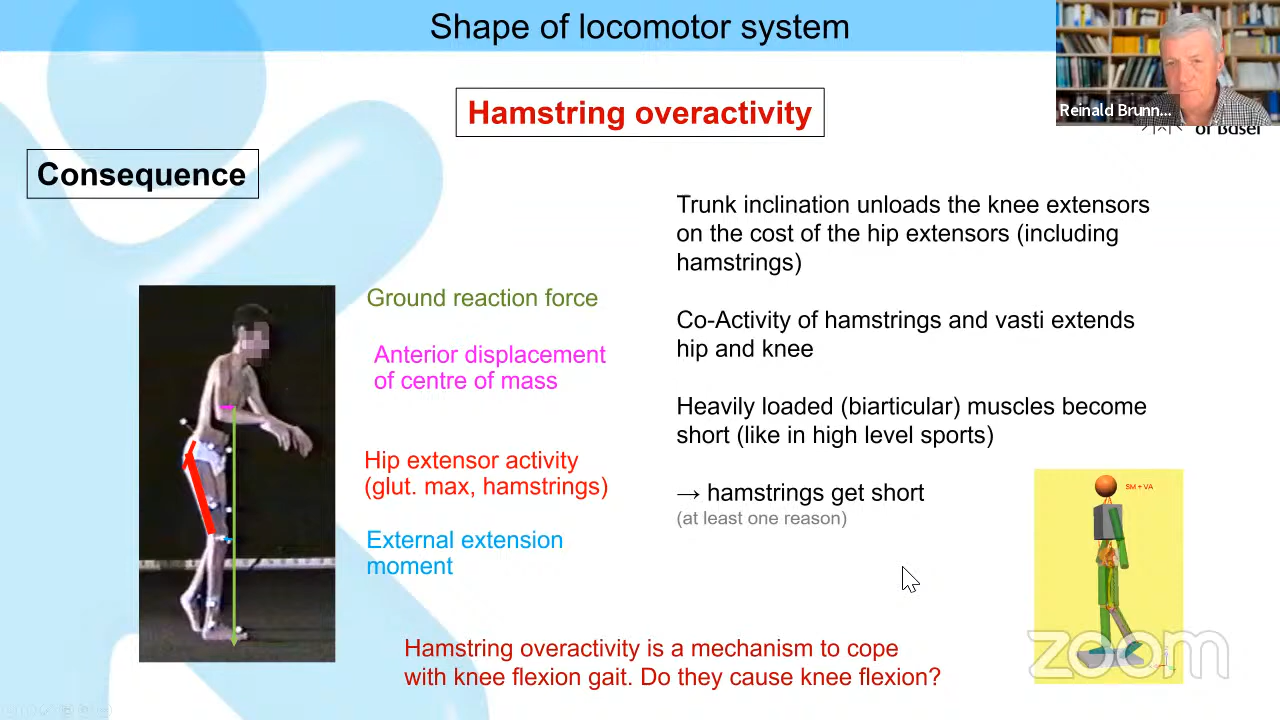 Shape of locomotor system
Reinald Brunn...
of Basel
Hamstring overactivity
Consequence
Trunk inclination unloads the knee extensors
on the cost of the hip extensors (including
hamstrings)
Ground reaction force
Anterior displacement
of centre of mass
Co-Activity of hamstrings and vasti extends
hip and knee
Heavily loaded (biarticular) muscles become
short (like in high level sports)
Hip extensor activity
(glut. max, hamstrings)
→ hamstrings get short
(at least one reason)
External extension
moment
SM + VA
zoom
Hamstring overactivity is a mechanism to cope
with knee flexion gait. Do they cause knee flexion?